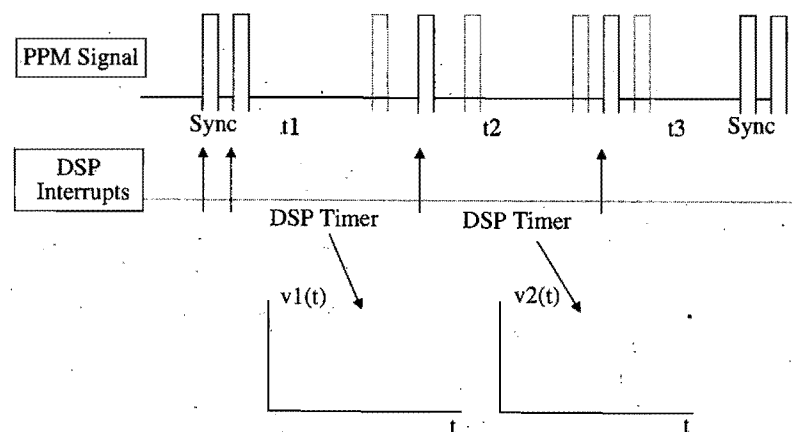 PPM Signal
Sync
t1
t2
t3
Sync
DSP
Interrupts
DSP Timer
DSP Timer
v1(t)
v2(t)
t
t